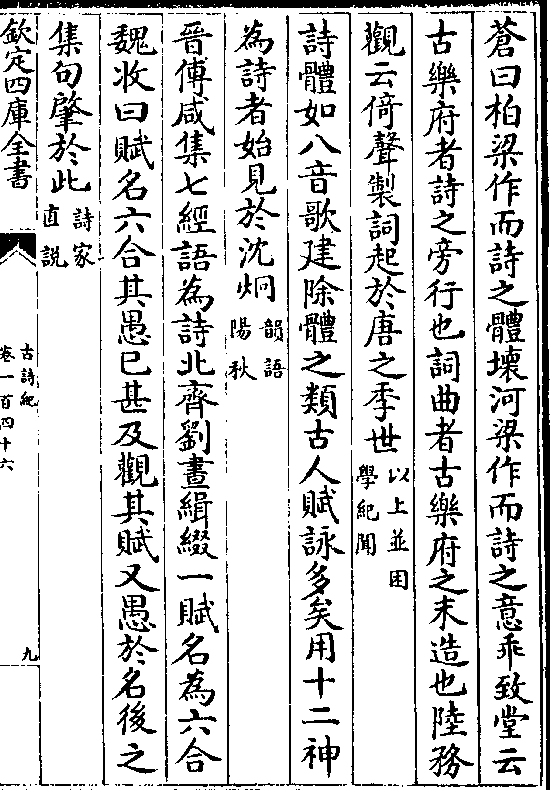 蒼曰柏梁作而詩之體壊河梁作而詩之意乖致堂云
古樂府者詩之旁行也詞曲者古樂府之末造也陸務
觀云倚聲製詞起於唐之季世以上並困學紀聞
詩體如八音歌建除體之類古人賦詠多矣用十二神
為詩者始見於沈炯韻語陽秋
晉傅咸集七經語為詩北齊劉晝緝綴一賦名為六合
魏收曰賦名六合其愚已甚及觀其賦又愚於名後之
集句肇於此詩家直説
欽定四庫全書
古詩紀
卷一百四十六
九